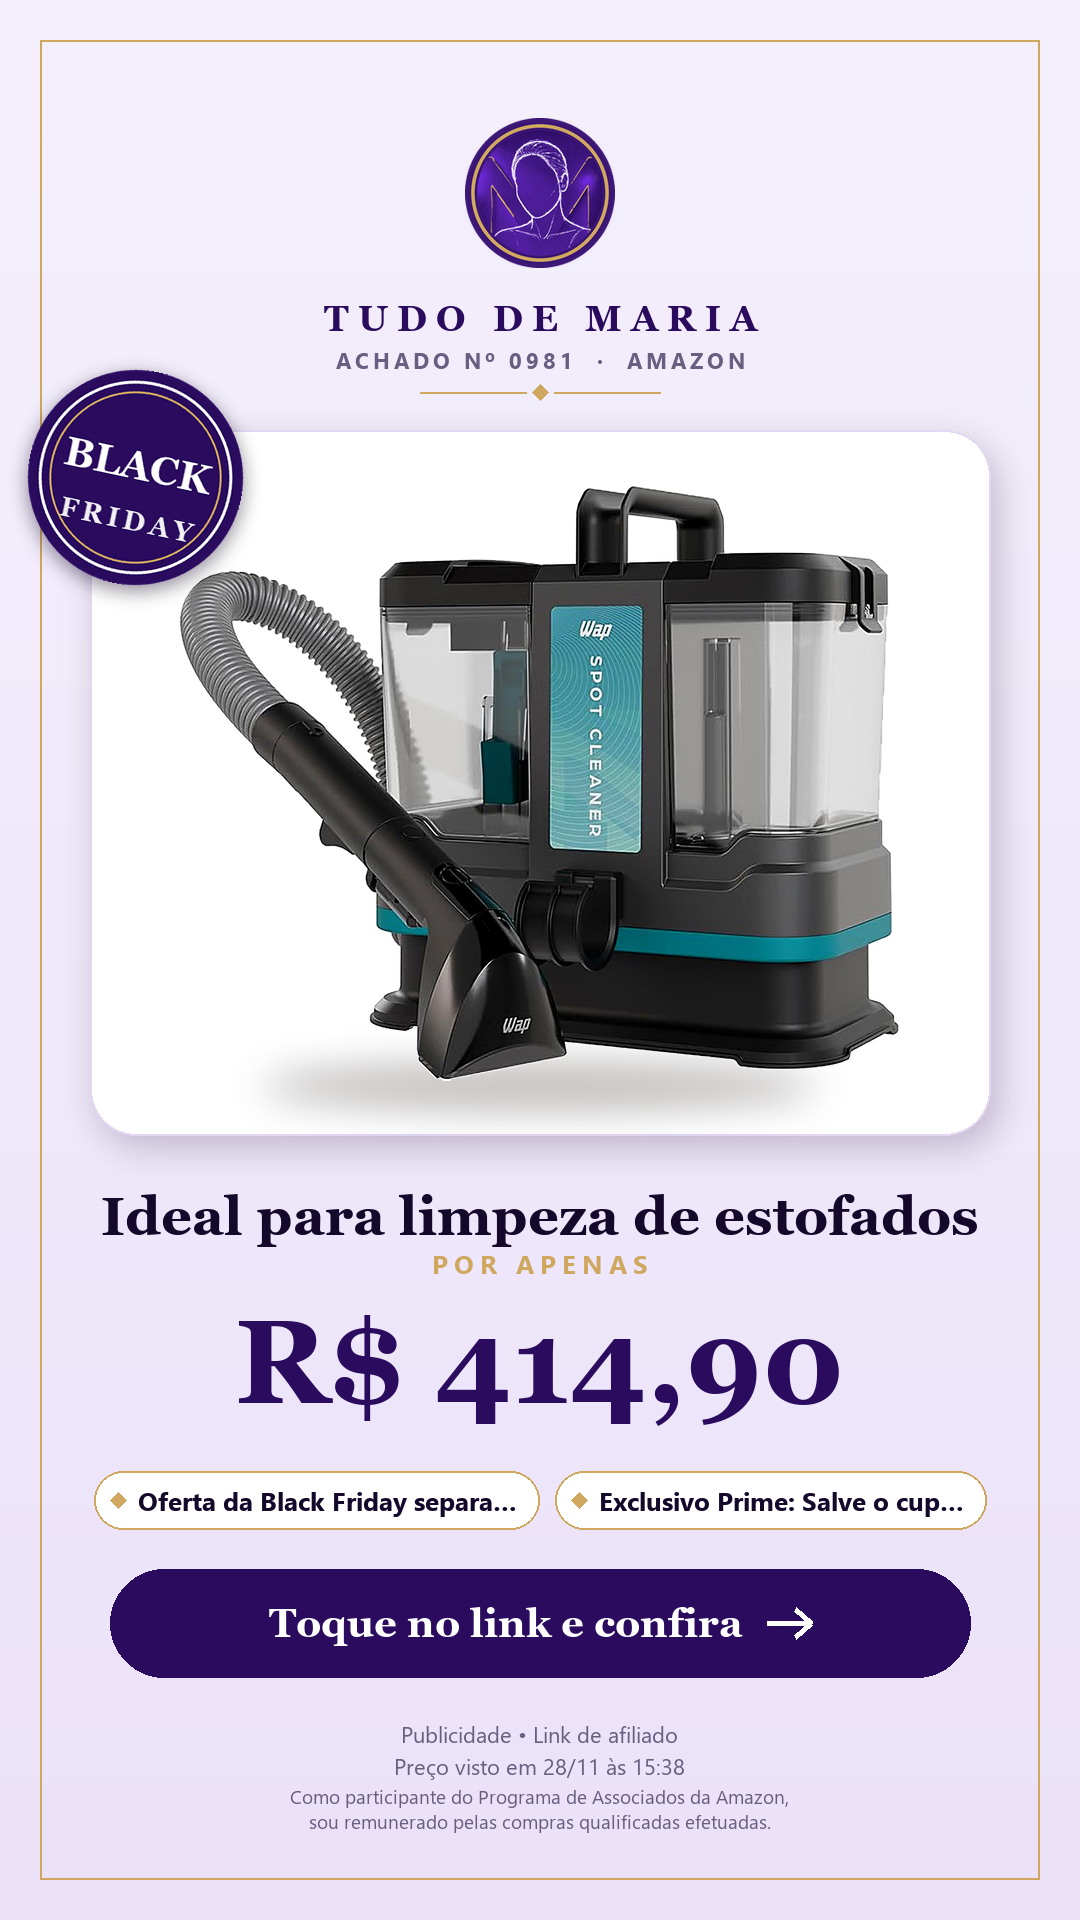 TUDO DE MARIA
ACHADO Nº 0981 · AMAZON
BLACK
FRIDAY
Wap
SPOT CLEANER
Wap
Ideal para limpeza de estofados
POR APENAS
R$ 414,90
Oferta da Black Friday separa...
Exclusivo Prime: Salve o cup...
Toque no link e confira →
Publicidade • Link de afiliado
Preço visto em 28/11 às 15:38
Como participante do Programa de Associados da Amazon,
sou remunerado pelas compras qualificadas efetuadas.